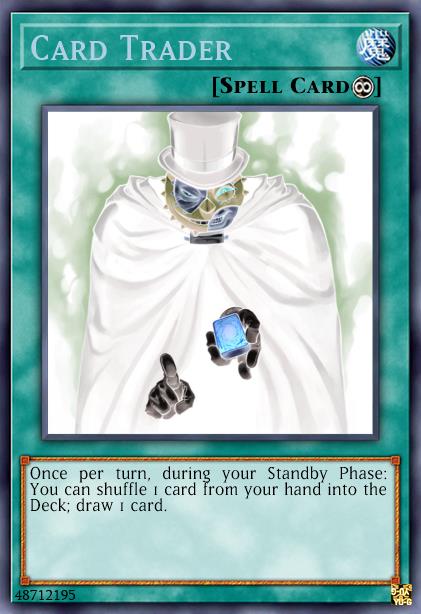 CARD TRADER
魔
[SPELL CARD]
Once per turn, during your Standby Phase:
You can shuffle 1 card from your hand into the
Deck; draw 1 card.
48712195